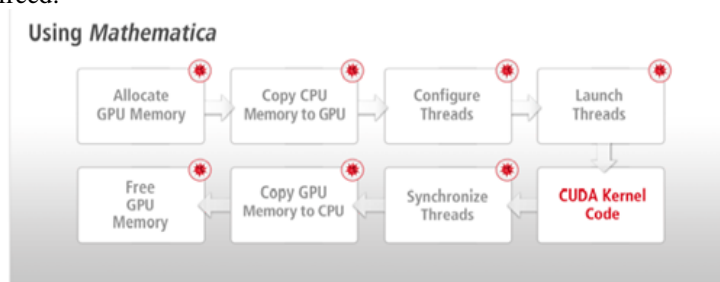 freed.
Using Mathematica
Allocate
GPU Memory
Copy CPU
Memory to GPU
Configure
Threads
Launch
Threads
Free
GPU
Memory
Copy GPU
Memory to CPU
Synchronize
Threads
CUDA Kernel
Code